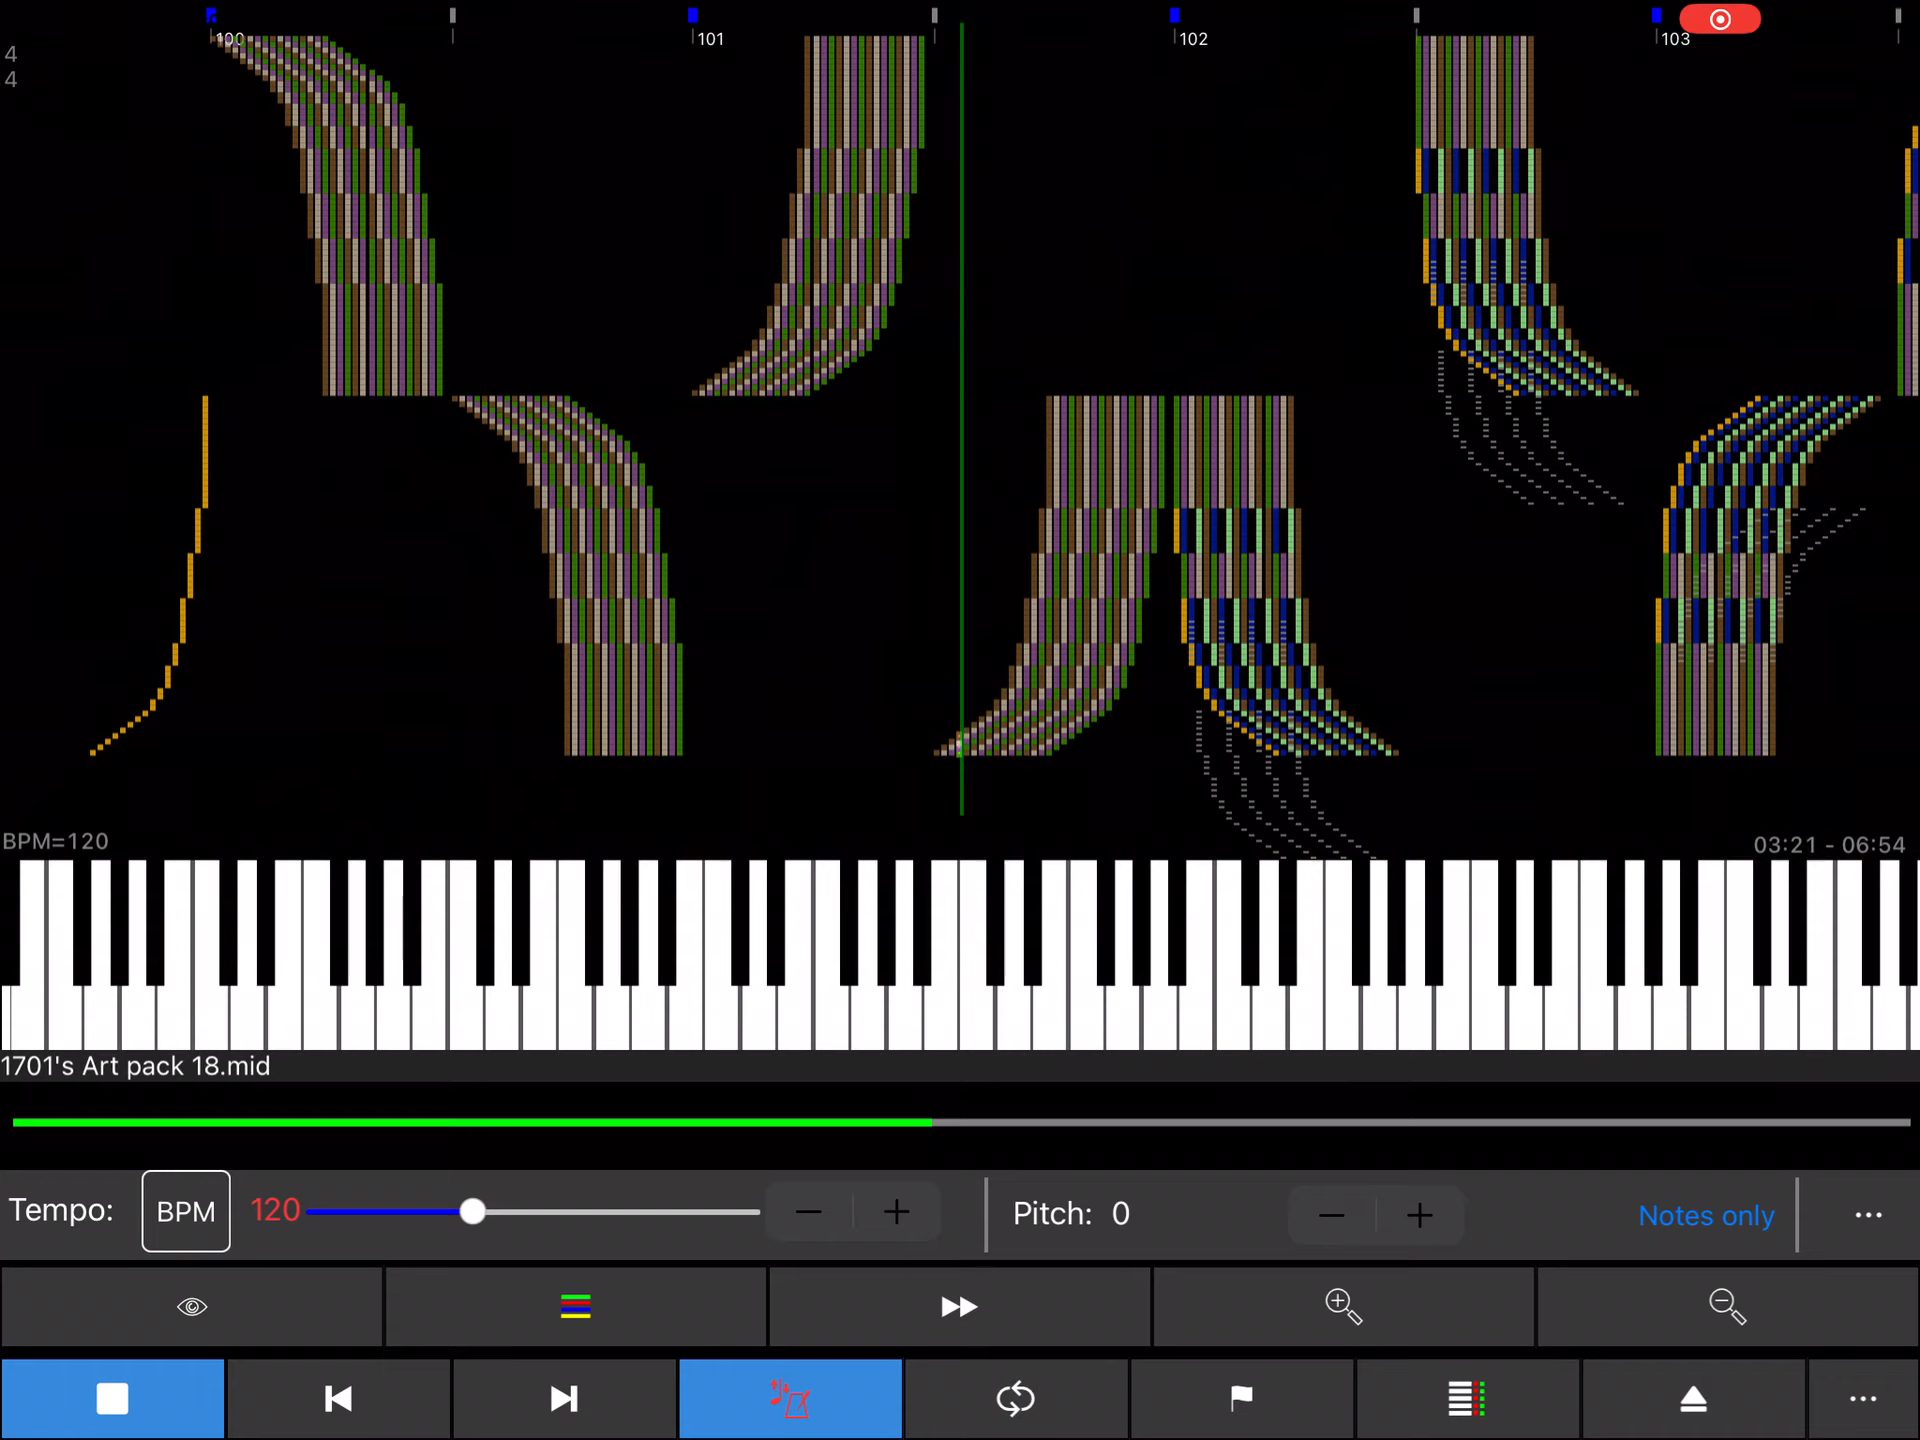 100
101
102
103
4
4
BPM=120
03:21 - 06:54
1701's Art pack 18.mid
Tempo:
BPM
120
Pitch: 0
Notes only